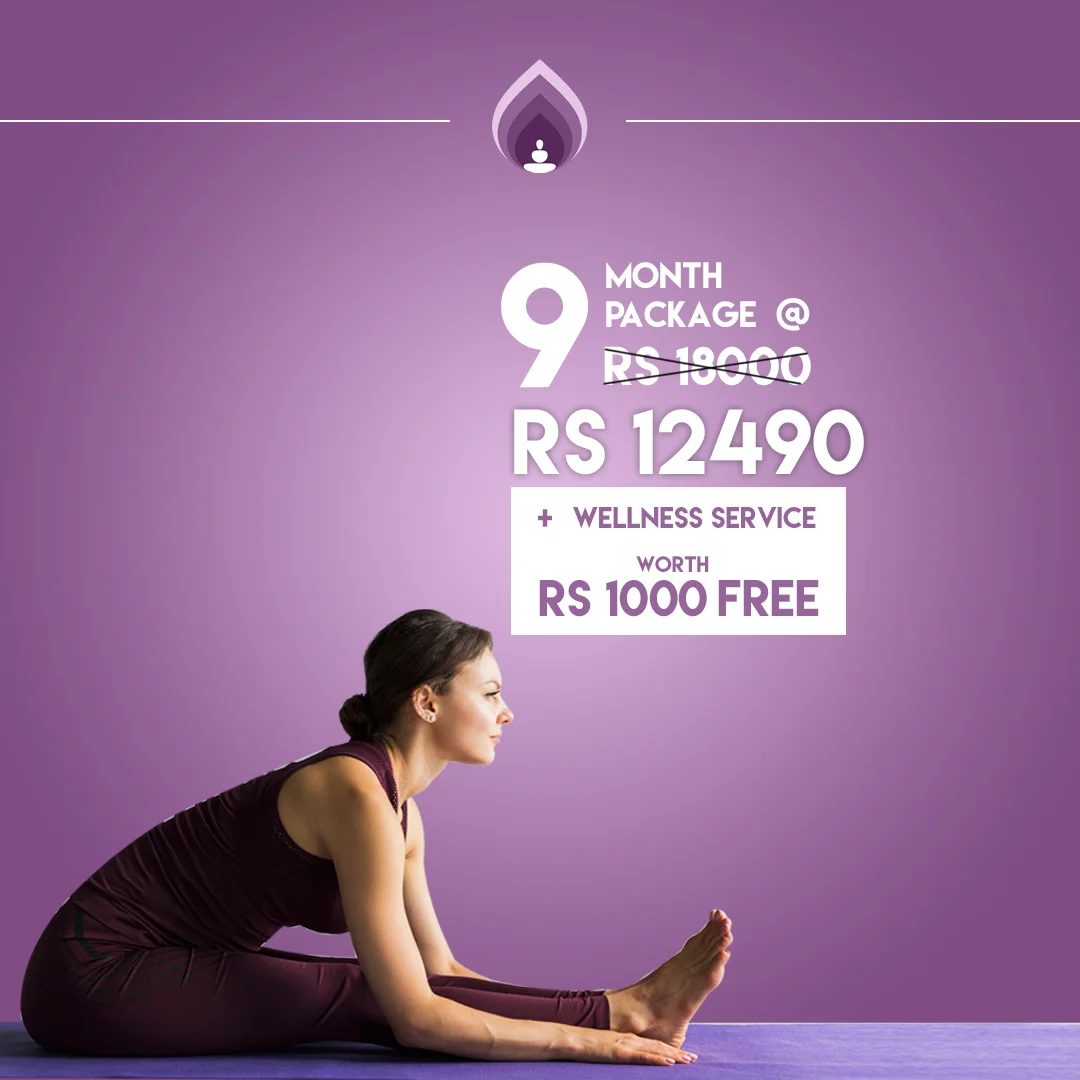 9 MONTH
PACKAGE @
RS 18000
RS 12490
+ WELLNESS SERVICE
WORTH
RS 1000 FREE